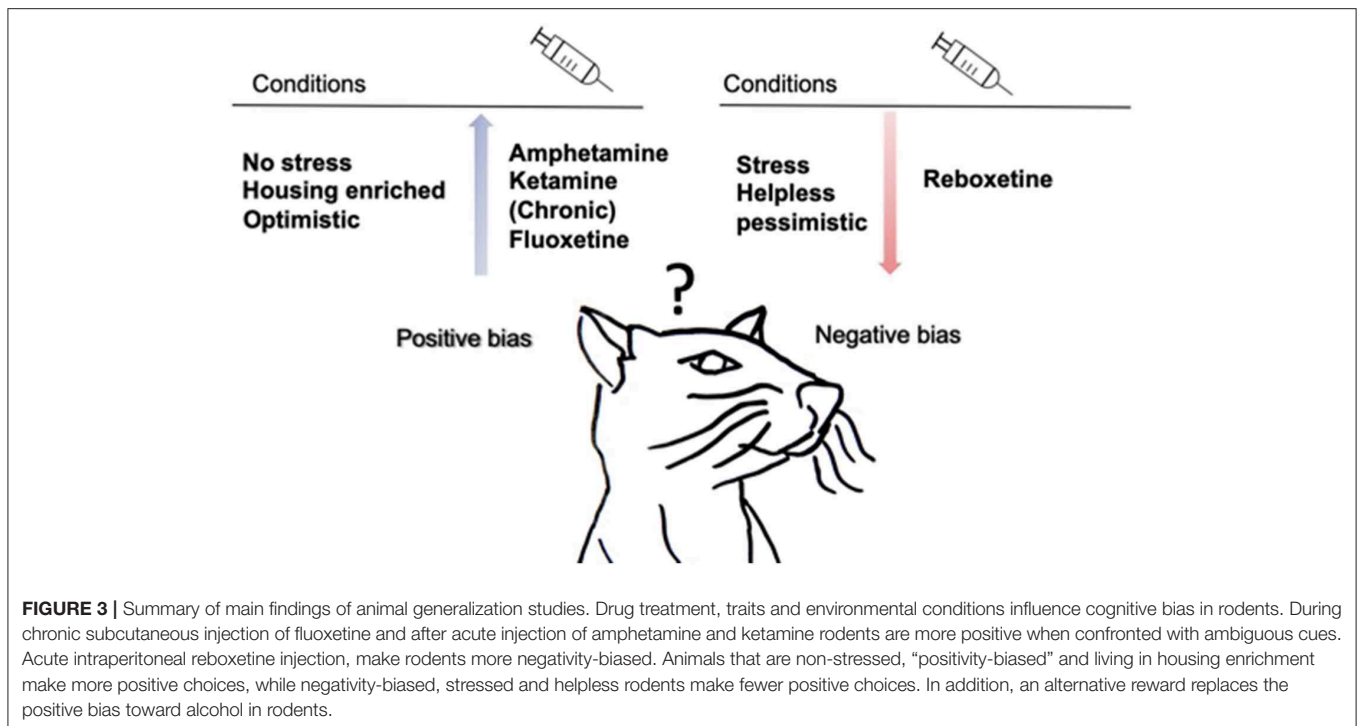 Conditions
No stress
Housing enriched
Optimistic
Amphetamine
Ketamine
(Chronic)
Fluoxetine
Positive bias
Conditions
Stress
Helpless
pessimistic
Reboxetine
Negative bias
?
FIGURE 3 | Summary of main findings of animal generalization studies. Drug treatment, traits and environmental conditions influence cognitive bias in rodents. During
chronic subcutaneous injection of fluoxetine and after acute injection of amphetamine and ketamine rodents are more positive when confronted with ambiguous cues.
Acute intraperitoneal reboxetine injection, make rodents more negativity-biased. Animals that are non-stressed, “positivity-biased” and living in housing enrichment
make more positive choices, while negativity-biased, stressed and helpless rodents make fewer positive choices. In addition, an alternative reward replaces the
positive bias toward alcohol in rodents.